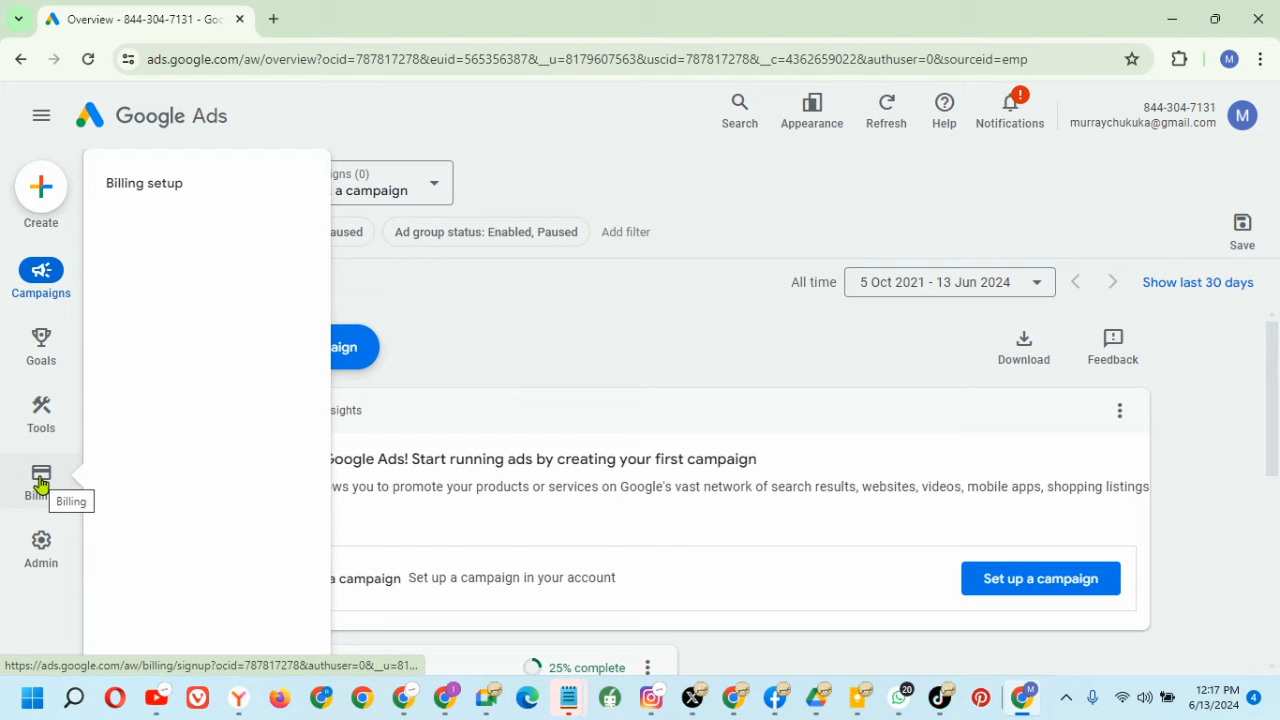 Overview - 844-304-7131 - Goo
ads.google.com/aw/overview?ocid=787817278&euid=565356387&__u=8179607563&uscid=787817278&__c=4362659022&authuser=0&sourceid=emp
M
Google Ads
Search
Appearance
Refresh
Help
Notifications
844-304-7131
murraychukuka@gmail.com
M
Create
Campaigns
Goals
Tools
Billing
Admin
Billing setup
igns (0)
a campaign
aused
Ad group status: Enabled, Paused
Add filter
Save
All time
5 Oct 2021 - 13 Jun 2024
Show last 30 days
aign
Download
Feedback
sights
Google Ads! Start running ads by creating your first campaign
ws you to promote your products or services on Google's vast network of search results, websites, videos, mobile apps, shopping listings
a campaign Set up a campaign in your account
Set up a campaign
25% complete
https://ads.google.com/aw/billing/signup?ocid=787817278&authuser=0&__u=81...
20
12:17 PM
6/13/2024
4